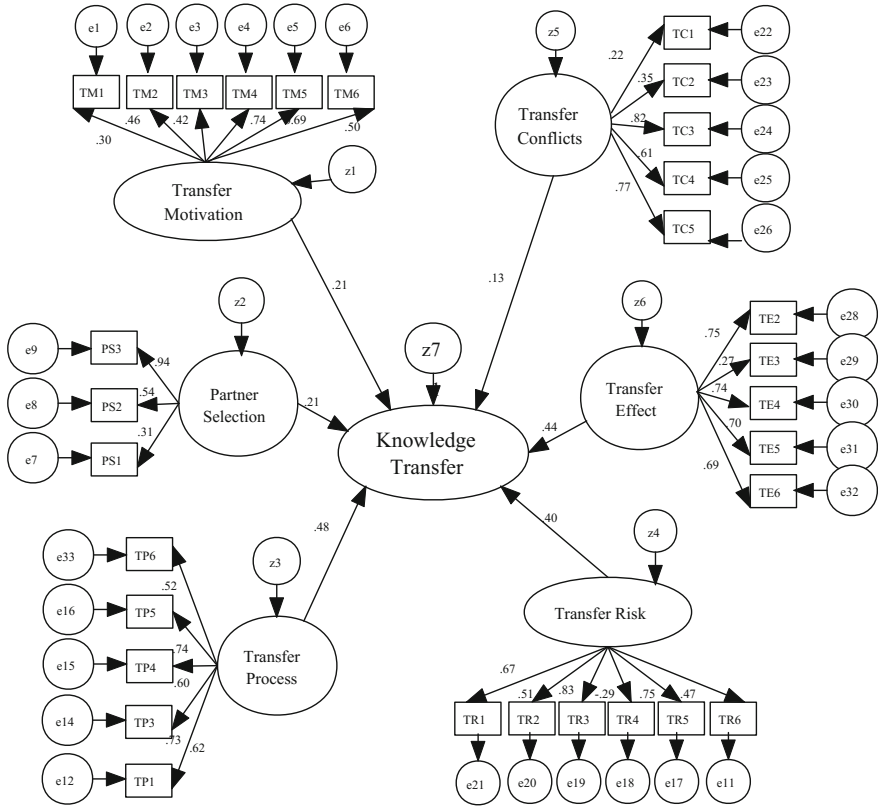 e1 e2 e3 e4 e5 e6
TM1 TM2 TM3 TM4 TM5 TM6
.30 .46 .42 .74 .69 .50
z1
Transfer
Motivation
.21
z5
Transfer
Conflicts
.22
.35
.82
.61
.77
TC1 e22
TC2 e23
TC3 e24
TC4 e25
TC5 e26
.13
z2
e9 PS3 .94
e8 PS2 .54
e7 PS1 .31
Partner
Selection
.21
z7
Knowledge
Transfer
z6
Transfer
Effect
.44
.75 TE2 e28
.27 TE3 e29
.74 TE4 e30
.70 TE5 e31
.69 TE6 e32
z3
e33 TP6 .52
e16 TP5 .74
e15 TP4 .60
e14 TP3 .73
e12 TP1 .62
Transfer
Process
.48
.40
z4
Transfer Risk
.67 .51 .83 -.29 .75 .47
TR1 TR2 TR3 TR4 TR5 TR6
e21 e20 e19 e18 e17 e11